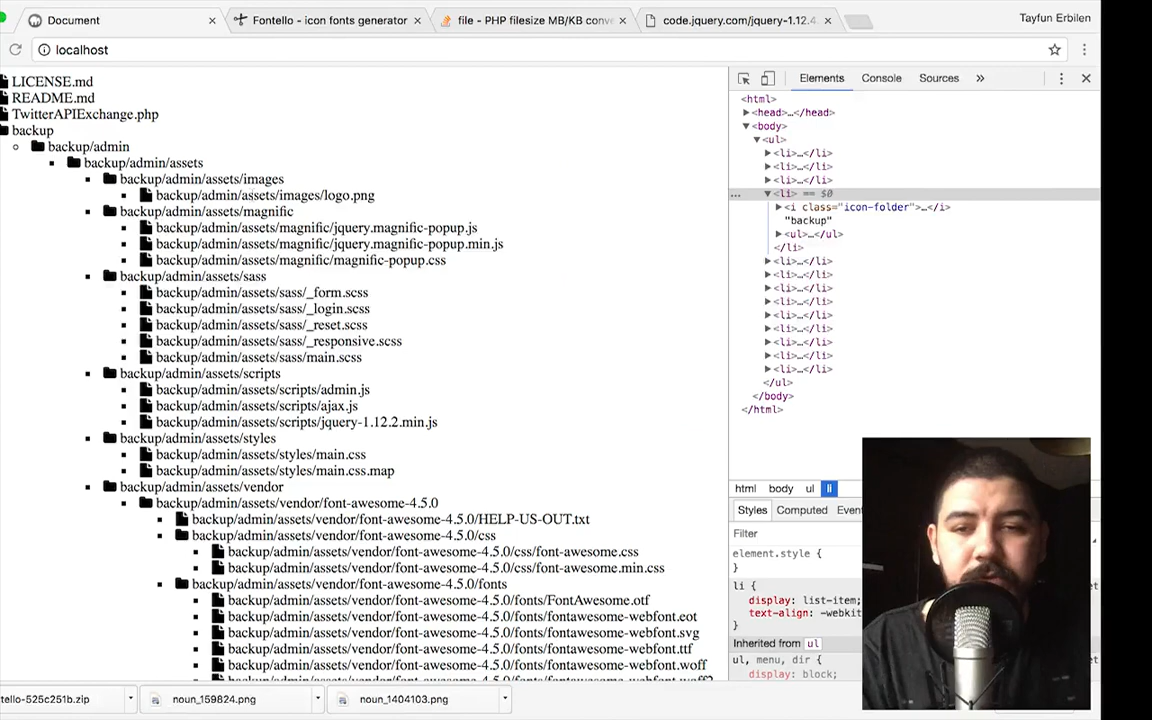 Document
Fontello - icon fonts generator
file - PHP filesize MB/KB conve
code.jquery.com/jquery-1.12.4.
Tayfun Erbilen
localhost
LICENSE.md
README.md
TwitterAPIExchange.php
backup
backup/admin
backup/admin/assets
backup/admin/assets/images
backup/admin/assets/images/logo.png
backup/admin/assets/magnific
backup/admin/assets/magnific/jquery.magnific-popup.js
backup/admin/assets/magnific/jquery.magnific-popup.min.js
backup/admin/assets/magnific/magnific-popup.css
backup/admin/assets/sass
backup/admin/assets/sass/_form.scss
backup/admin/assets/sass/_login.scss
backup/admin/assets/sass/_reset.scss
backup/admin/assets/sass/_responsive.scss
backup/admin/assets/sass/main.scss
backup/admin/assets/scripts
backup/admin/assets/scripts/admin.js
backup/admin/assets/scripts/ajax.js
backup/admin/assets/scripts/jquery-1.12.2.min.js
backup/admin/assets/styles
backup/admin/assets/styles/main.css
backup/admin/assets/styles/main.css.map
backup/admin/assets/vendor
backup/admin/assets/vendor/font-awesome-4.5.0
backup/admin/assets/vendor/font-awesome-4.5.0/HELP-US-OUT.txt
backup/admin/assets/vendor/font-awesome-4.5.0/css
backup/admin/assets/vendor/font-awesome-4.5.0/css/font-awesome.css
backup/admin/assets/vendor/font-awesome-4.5.0/css/font-awesome.min.css
backup/admin/assets/vendor/font-awesome-4.5.0/fonts
backup/admin/assets/vendor/font-awesome-4.5.0/fonts/FontAwesome.otf
backup/admin/assets/vendor/font-awesome-4.5.0/fonts/fontawesome-webfont.eot
backup/admin/assets/vendor/font-awesome-4.5.0/fonts/fontawesome-webfont.svg
backup/admin/assets/vendor/font-awesome-4.5.0/fonts/fontawesome-webfont.ttf
backup/admin/assets/vendor/font-awesome-4.5.0/fonts/fontawesome-webfont.woff
Elements Console Sources »
<html>
<head>…</head>
<body>
<ul>
<li>…</li>
<li>…</li>
<li>…</li>
… <li> == $0
<i class="icon-folder">…</i>
"backup"
<ul>…</ul>
</li>
<li>…</li>
<li>…</li>
<li>…</li>
<li>…</li>
<li>…</li>
<li>…</li>
<li>…</li>
<li>…</li>
<li>…</li>
</ul>
</body>
</html>
html body ul li
Styles Computed Event
Filter
element.style {
}
li {
display: list-item;
text-align: -webkit
}
Inherited from ul
ul, menu, dir {
display: block;
tello-525c251b.zip
noun_159824.png
noun_1404103.png